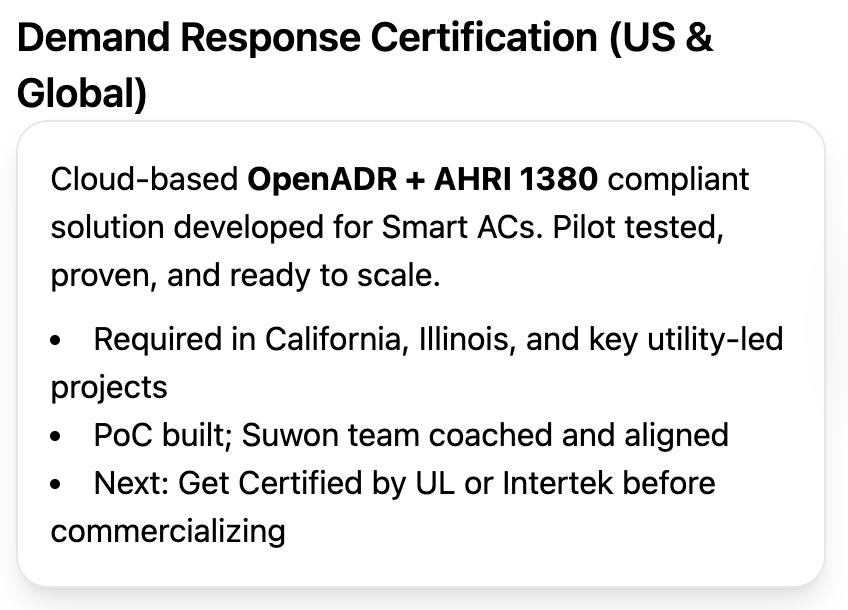 Demand Response Certification (US &
Global)
Cloud-based OpenADR + AHRI 1380 compliant
solution developed for Smart ACs. Pilot tested,
proven, and ready to scale.
• Required in California, Illinois, and key utility-led
projects
• PoC built; Suwon team coached and aligned
• Next: Get Certified by UL or Intertek before
commercializing